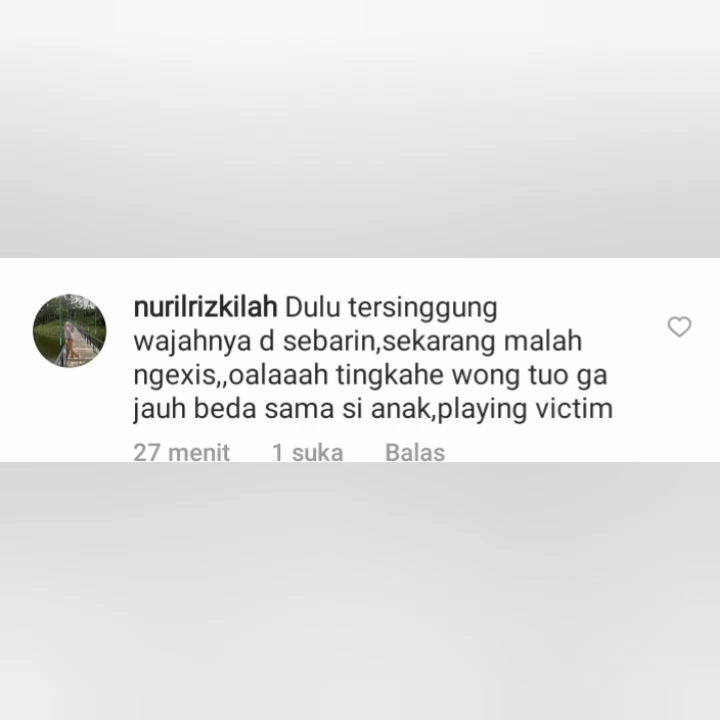 nurilrizkilah Dulu tersinggung
wajahnya d sebarin,sekarang malah
ngexis,,oalaaah tingkahe wong tuo ga
jauh beda sama si anak,playing victim
27 menit 1 suka Balas